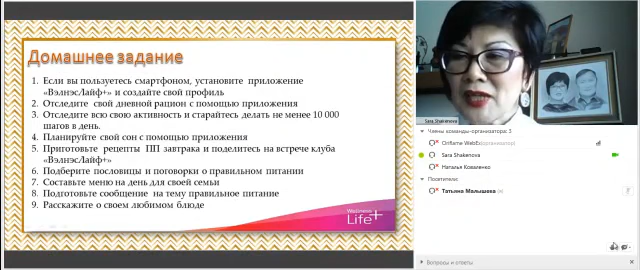 Домашнее задание
1. Если вы пользуетесь смартфоном, установите приложение
«ВэлнэсЛайф+» и создайте свой профиль
2. Отследите свой дневной рацион с помощью приложения
3. Отследите всю свою активность и старайтесь делать не менее 10 000
шагов в день.
4. Планируйте свой сон с помощью приложения
5. Приготовьте рецепты ПП завтрака и поделитесь на встрече клуба
«ВэлнэсЛайф+»
6. Подберите пословицы и поговорки о правильном питании
7. Составьте меню на день для своей семьи
8. Подготовьте сообщение на тему правильное питание
9. Расскажите о своем любимом блюде
Wellness
Life+
Sara Shakenova
Члены команды-организатора: 3
Oriflame WebEx(организатор)
Sara Shakenova
Наталья Коваленко
Посетители:
Татьяна Малышева
Вопросы и ответы